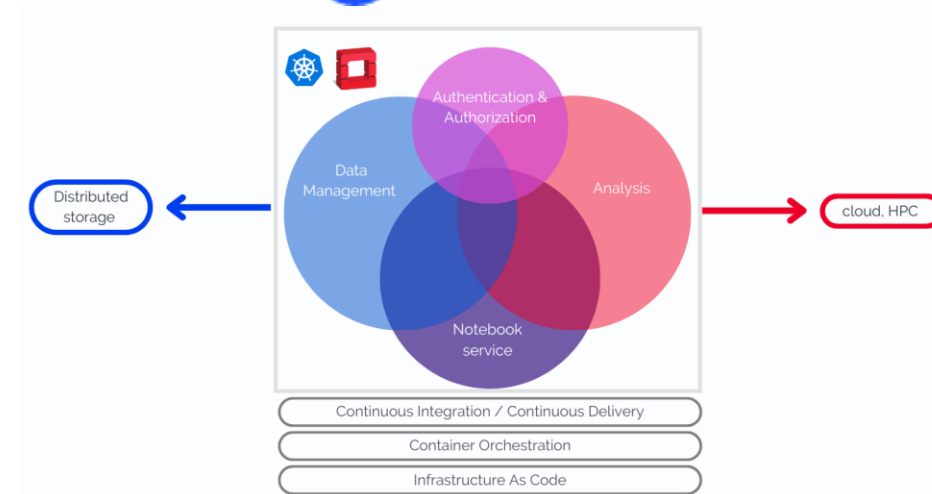 Authentication &
Authorization
Data
Management
Analysis
Distributed
storage
cloud, HPC
Notebook
service
Continuous Integration / Continuous Delivery
Container Orchestration
Infrastructure As Code